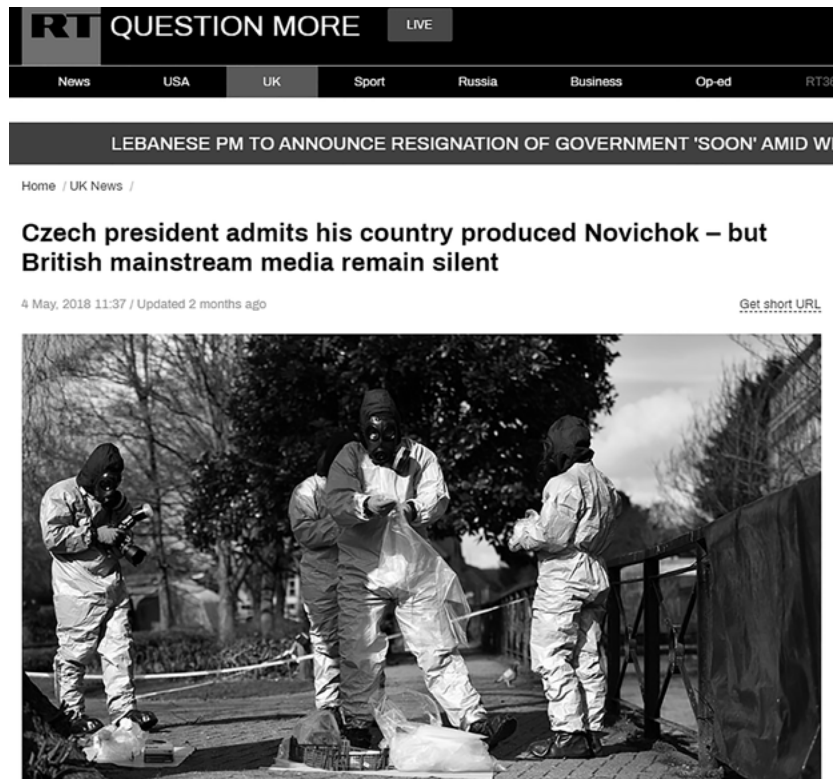 RT QUESTION MORE LIVE
News USA UK Sport Russia Business Op-ed
LEBANESE PM TO ANNOUNCE RESIGNATION OF GOVERNMENT 'SOON' AMID
Home / UK News /
Czech president admits his country produced Novichok – but
British mainstream media remain silent
4 May, 2018 11:37 / Updated 2 months ago Get short URL